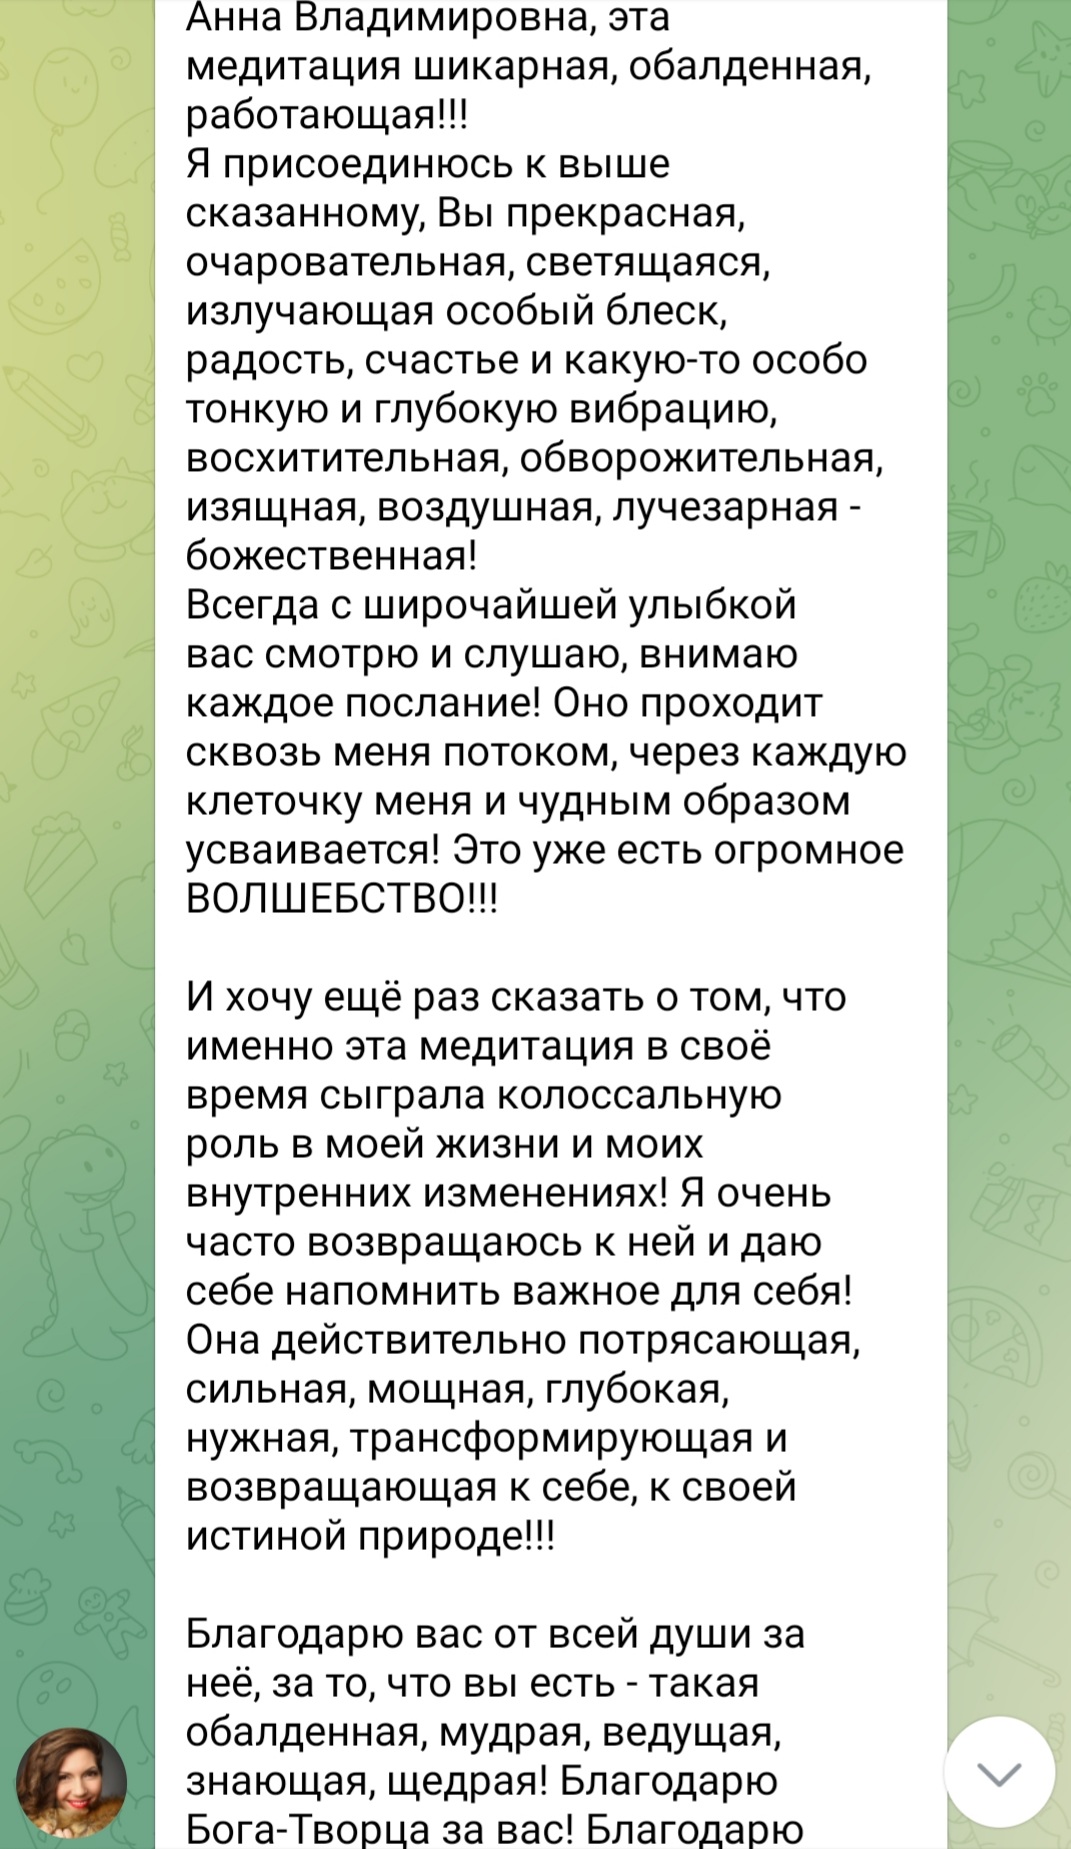 Анна Владимировна, эта
медитация шикарная, обалденная,
работающая!!!
Я присоединюсь к выше
сказанному, Вы прекрасная,
очаровательная, светящаяся,
излучающая особый блеск,
радость, счастье и какую-то особо
тонкую и глубокую вибрацию,
восхитительная, обворожительная,
изящная, воздушная, лучезарная -
божественная!
Всегда с широчайшей улыбкой
вас смотрю и слушаю, внимаю
каждое послание! Оно проходит
сквозь меня потоком, через каждую
клеточку меня и чудным образом
усваивается! Это уже есть огромное
ВОЛШЕБСТВО!!!
И хочу ещё раз сказать о том, что
именно эта медитация в своё
время сыграла колоссальную
роль в моей жизни и моих
внутренних изменениях! Я очень
часто возвращаюсь к ней и даю
себе напомнить важное для себя!
Она действительно потрясающая,
сильная, мощная, глубокая,
нужная, трансформирующая и
возвращающая к себе, к своей
истиной природе!!!
Благодарю вас от всей души за
неё, за то, что вы есть - такая
обалденная, мудрая, ведущая,
знающая, щедрая! Благодарю
Бога-Творца за вас! Благодарю